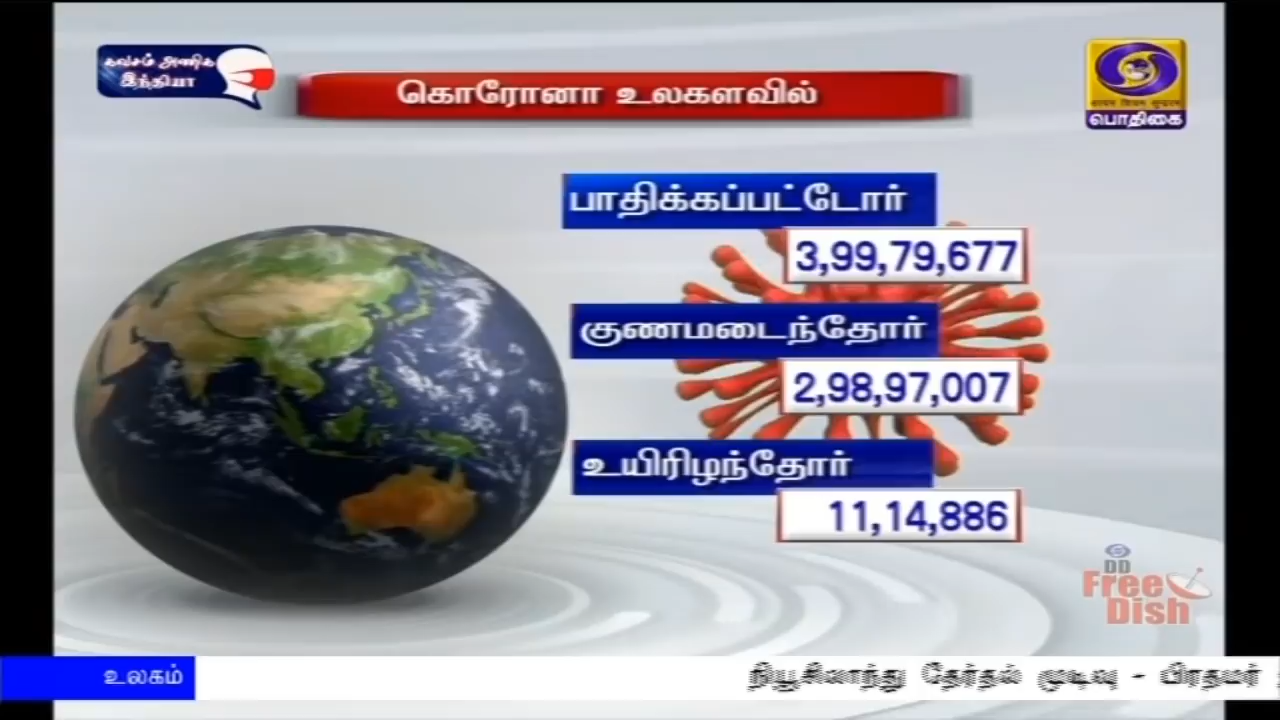 கவசம் அணிக
இந்தியா
கொரோனா உலகளவில்
பொதிகை
பாதிக்கப்பட்டோர்
3,99,79,677
குணமடைந்தோர்
2,98,97,007
உயிரிழந்தோர்
11,14,886
DD
Free
Dish
உலகம்
நியூசிலாந்து தேர்தல் முடிவு - பிரதமர்